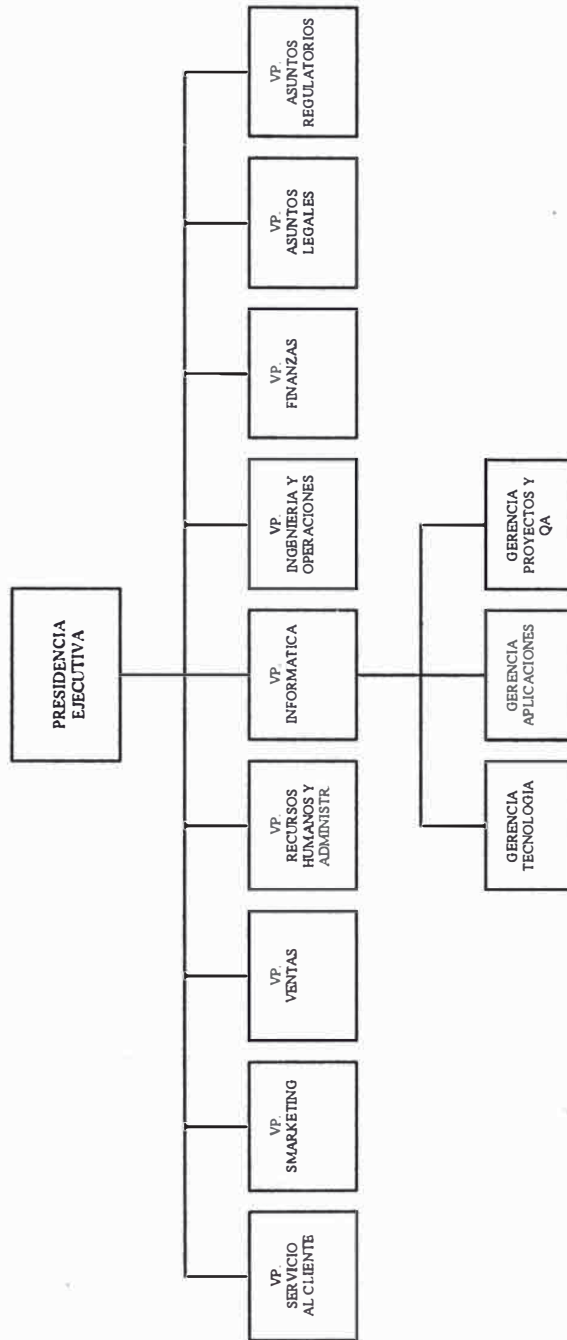 PRESIDENCIA
EJECUTIVA
VP.
SERVICIO
AL CLIENTE
VP.
SMARKETING
VP.
VENTAS
VP.
RECURSOS
HUMANOS Y
ADMINISTR
VP.
INFORMATICA
VP.
INGENIERIA Y
OPERACIONES
VP.
FINANZAS
VP.
ASUNTOS
LEGALES
VP.
ASUNTOS
REGULATORIOS
GERENCIA
TECNOLOGIA
GERENCIA
APLICACIONES
GERENCIA
PROYECTOS Y
QA